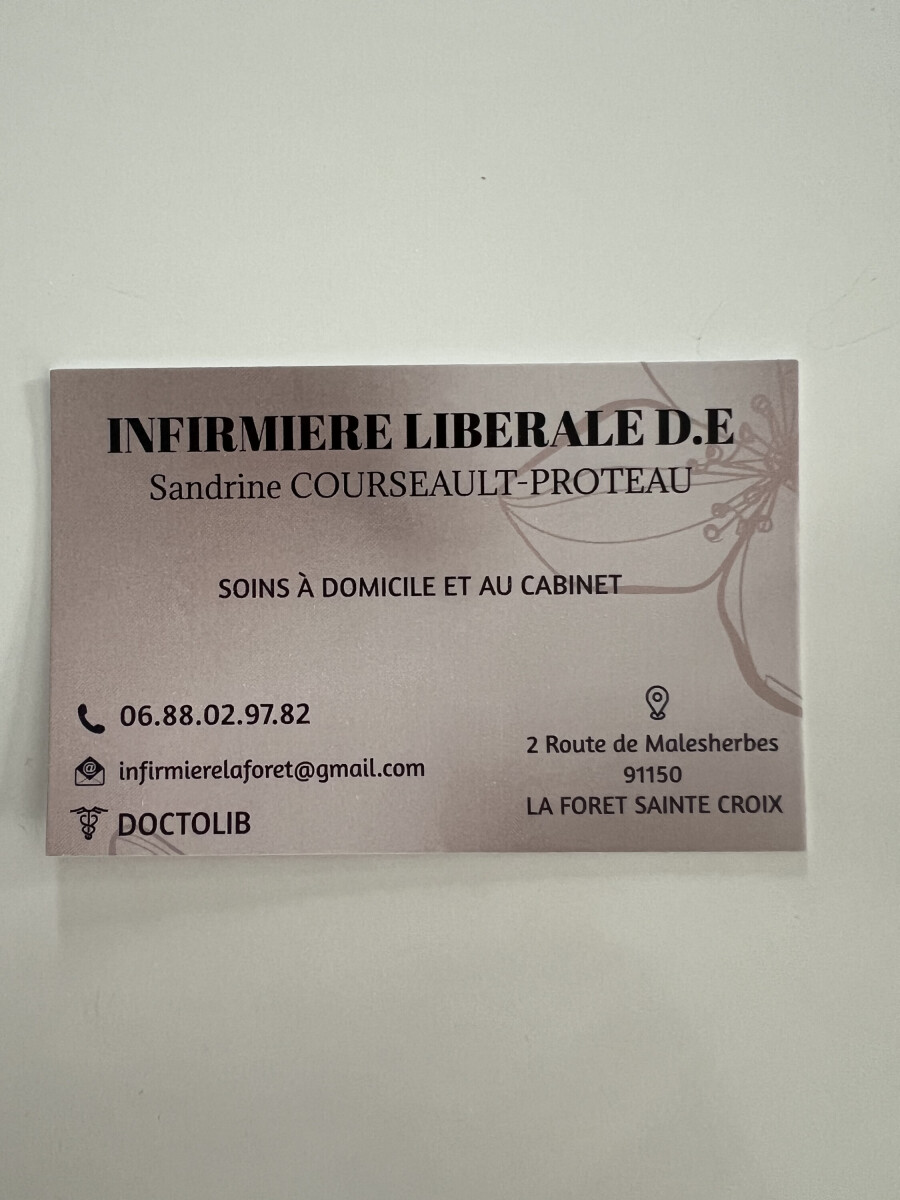 INFIRMIERE LIBERALE D.E
Sandrine COURSEAULT-PROTEAU
SOINS À DOMICILE ET AU CABINET
06.88.02.97.82
infirmierelaforet@gmail.com
DOCTOLIB
2 Route de Malesherbes
91150
LA FORET SAINTE CROIX